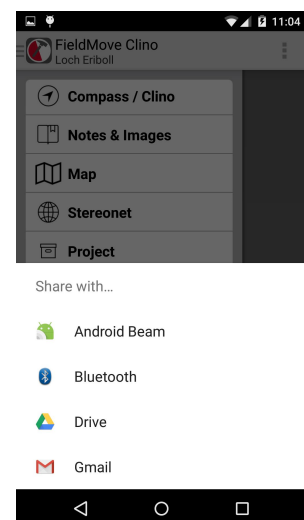 11:04
FieldMove Clino
Loch Eriboll
Compass / Clino
Notes & Images
Map
Stereonet
Project
Share with...
Android Beam
Bluetooth
Drive
Gmail